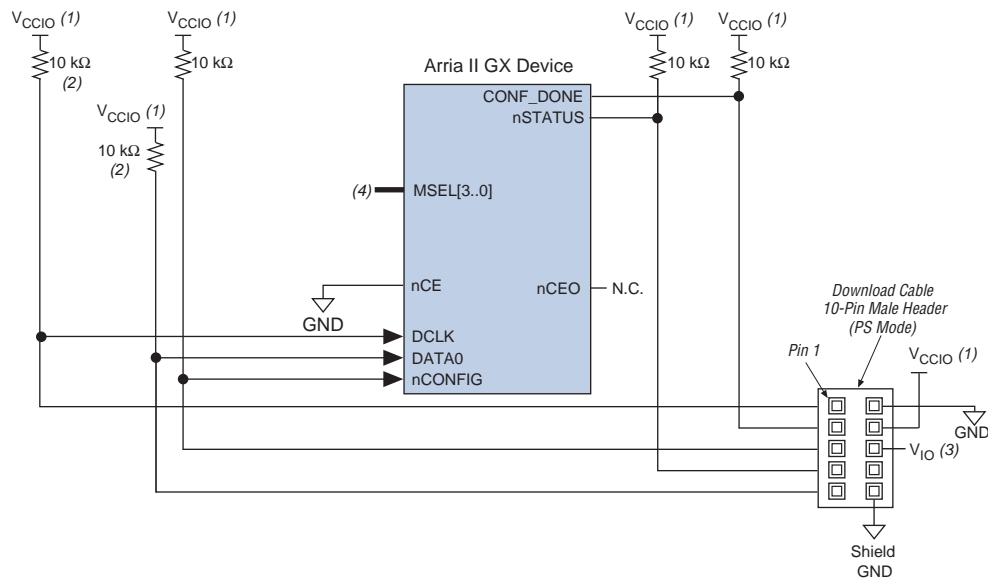 VCCIO (1)
10 kΩ
(2)
VCCIO (1)
10 kΩ
(2)
VCCIO (1)
10 kΩ
VCCIO (1)
10 kΩ
VCCIO (1)
10 kΩ
Arria II GX Device
CONF_DONE
nSTATUS
(4)
MSEL[3..0]
nCE
GND
nCEO
N.C.
DCLK
DATA0
nCONFIG
Download Cable
10-Pin Male Header
(PS Mode)
Pin 1
VCCIO (1)
GND
VIO (3)
Shield
GND